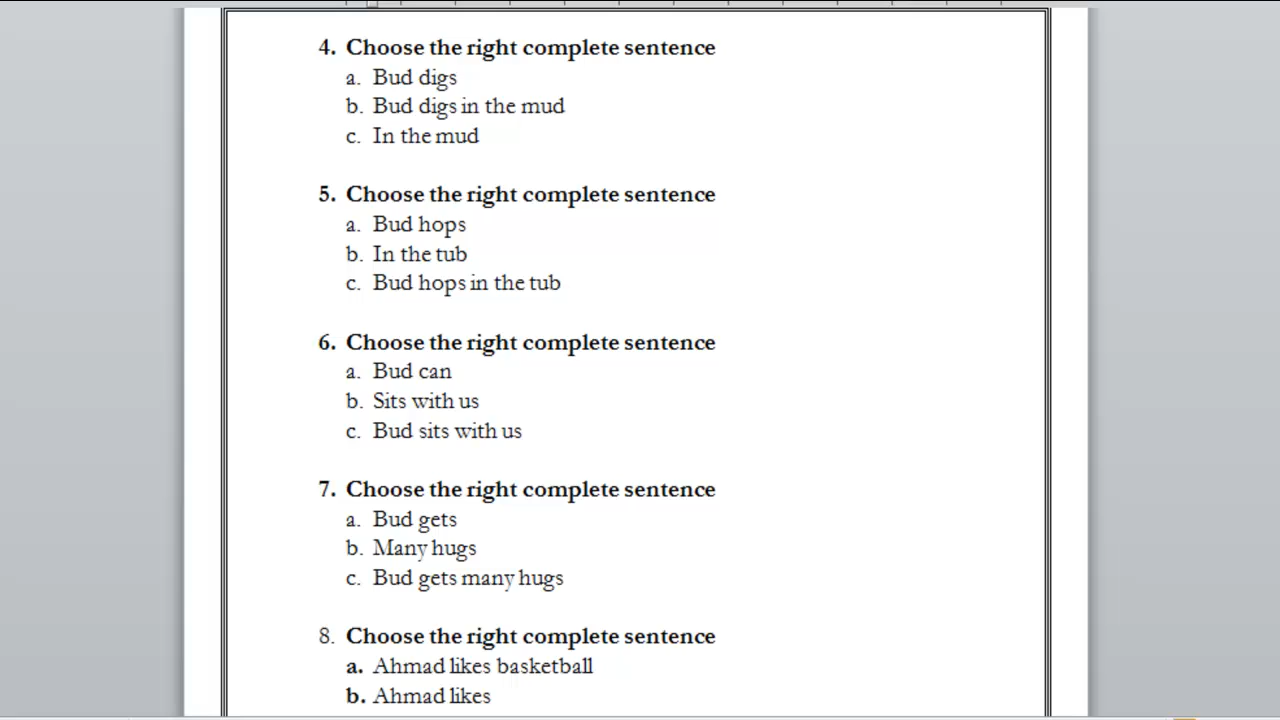 4. Choose the right complete sentence
a. Bud digs
b. Bud digs in the mud
c. In the mud
5. Choose the right complete sentence
a. Bud hops
b. In the tub
c. Bud hops in the tub
6. Choose the right complete sentence
a. Bud can
b. Sits with us
c. Bud sits with us
7. Choose the right complete sentence
a. Bud gets
b. Many hugs
c. Bud gets many hugs
8. Choose the right complete sentence
a. Ahmad likes basketball
b. Ahmad likes